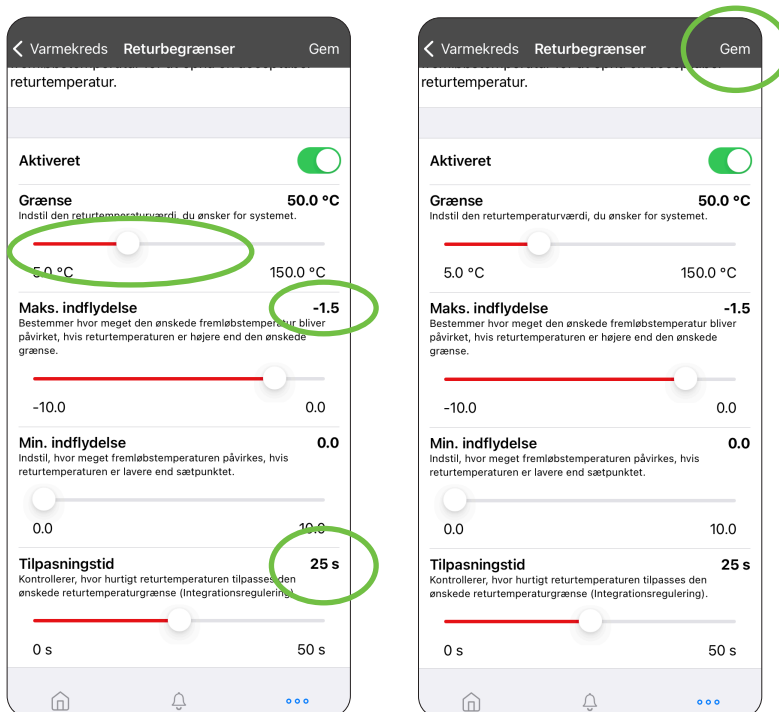 Varmekreds Returbegrænser Gem
returtemperatur.
Aktiveret
Grænse 50.0 °C
Indstil den returtemperaturværdi, du ønsker for systemet.
5.0 °C 150.0 °C
Maks. indflydelse -1.5
Bestemmer hvor meget den ønskede fremløbstemperatur bliver
påvirket, hvis returtemperaturen er højere end den ønskede
grænse.
-10.0 0.0
Min. indflydelse 0.0
Indstil, hvor meget fremløbstemperaturen påvirkes, hvis
returtemperaturen er lavere end sætpunktet.
0.0 10.0
Tilpasningstid 25 s
Kontrollerer, hvor hurtigt returtemperaturen tilpasses den
ønskede returtemperaturgrænse (Integrationsregulering).
0 s 50 s
Varmekreds Returbegrænser Gem
returtemperatur.
Aktiveret
Grænse 50.0 °C
Indstil den returtemperaturværdi, du ønsker for systemet.
5.0 °C 150.0 °C
Maks. indflydelse -1.5
Bestemmer hvor meget den ønskede fremløbstemperatur bliver
påvirket, hvis returtemperaturen er højere end den ønskede
grænse.
-10.0 0.0
Min. indflydelse 0.0
Indstil, hvor meget fremløbstemperaturen påvirkes, hvis
returtemperaturen er lavere end sætpunktet.
0.0 10.0
Tilpasningstid 25 s
Kontrollerer, hvor hurtigt returtemperaturen tilpasses den
ønskede returtemperaturgrænse (Integrationsregulering).
0 s 50 s